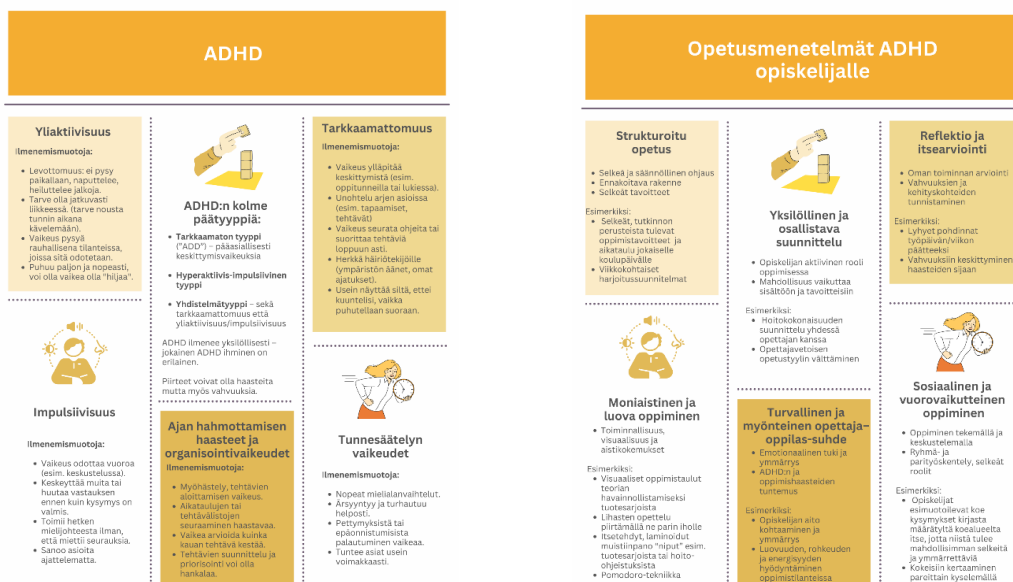 ADHD
Yliaktiivisuus
Ilmenemismuotoja:
Levottomuus: ei pysy
paikallaan, naputtelee,
heiluttelee jalkoja.
Tarve olla jatkuvasti
liikkeessä. (tarve nousta
tunnin aikana
kävelemään).
Vaikeus pysyä
rauhallisena tilanteissa,
joissa sitä odotetaan.
Puhuu paljon ja nopeasti,
voi olla vaikea olla "hiljaa".
Impulsiivisuus
Ilmenemismuotoja:
Vaikeus odottaa vuoroa
(esim. keskustelussa).
Keskeyttää muita tai
huutaa vastauksen
ennen kuin kysymys on
valmis.
Toimii hetken
mielijohteesta ilman,
että miettii seurauksia.
Sanoo asioita
ajattelematta.
ADHD:n kolme
päätyyppiä:
Tarkkaamaton tyyppi
("ADD") – pääasiallisesti
keskittymisvaikeuksia
Hyperaktiivis-impulsiivinen
tyyppi
Yhdistelmätyyppi – sekä
tarkkaamattomuus että
yliaktiivisuus/impulsiivisuus
ADHD ilmenee yksilöllisesti –
jokainen ADHD ihminen on
erilainen.
Piirteet voivat olla haasteita
mutta myös vahvuuksia.
Ajan hahmottamisen
haasteet ja
organisointivaikeudet
Ilmenemismuotoja:
Myöhästely, tehtävien
aloittamisen vaikeus.
Aikataulujen tai
tehtävälistojen
seuraaminen haastavaa.
Vaikea arvioida kuinka
kauan tehtävä kestää.
Tehtävien suunnittelu ja
priorisointi voi olla
hankalaa.
Tarkkaamattomuus
Ilmenemismuotoja:
Vaikeus ylläpitää
keskittymistä (esim.
oppitunneilla tai lukiessa).
Unohtelu arjen asioissa
(esim. tapaamiset,
tehtävät)
Vaikeus seurata ohjeita tai
suorittaa tehtäviä
loppuun asti.
Herkkä häiriötekijöille
(ympäristön äänet, omat
ajatukset).
Usein näyttää siltä, ettei
kuuntelisi, vaikka
puhutellaan suoraan.
Tunnesäätelyn
vaikeudet
Ilmenemismuotoja:
Nopeat mielialanvaihtelut.
Ärsyyntyy ja turhautuu
helposti.
Pettymyksistä tai
epäonnistumisista
palautuminen vaikeaa.
Tuntee asiat usein
voimakkaasti.
Opetusmenetelmät ADHD
opiskelijalle
Strukturoitu
opetus
Selkeä ja säännöllinen ohjaus
Ennakoitava rakenne
Selkeät tavoitteet
Esimerkiksi:
Selkeät, tutkinnon
perusteista tulevat
oppimistavoitteet ja
aikataulu jokaiselle
koulupäivälle
Viikkokohtaiset
harjoitussuunnitelmat
Moniaistinen ja
luova oppiminen
Toiminnallisuus,
visuaalisuus ja
aistikokemukset
Esimerkiksi:
Visuaaliset oppistaulut
teorian
havainnollistamiseksi
tuotesarjoista
Lihasten opettelu
piirtämällä ne parin iholle
Itsetehdyt, laminoidut
muistiinpano "niput" esim.
tuotesarjoista tai hoito-
ohjeistuksista
Pomodoro-tekniikka
Yksilöllinen ja
osallistava
suunnittelu
Opiskelijan aktiivinen rooli
oppimisessa
Mahdollisuus vaikuttaa
sisältöön ja tavoitteisiin
Esimerkiksi:
Hoitokokonaisuuden
suunnittelu yhdessä
opettajan kanssa
Opettajavetoisen
opetustyylin välttäminen
Turvallinen ja
myönteinen opettaja–
oppilas-suhde
Emotionaalinen tuki ja
ymmärrys
ADHD:n ja
oppimishaasteiden
tuntemus
Esimerkiksi:
Opiskelijan aito
kohtaaminen ja
ymmärrys
Luovuuden, rohkeuden
ja energisyyden
hyödyntäminen
oppimistilanteissa
Reflektio ja
itsearviointi
Oman toiminnan arviointi
Vahvuuksien ja
kehityskohteiden
tunnistaminen
Esimerkiksi:
Lyhyet pohdinnat
työpäivän/viikon
päätteeksi
Vahvuuksiin keskittyminen
haasteiden sijaan
Sosiaalinen ja
vuorovaikutteinen
oppiminen
Oppiminen tekemällä ja
keskustelemalla
Ryhmä- ja
parityöskentely, selkeät
roolit
Esimerkiksi:
Opiskelijat
esimuotoilevat koe
kysymykset kirjasta
määrätyltä koealueelta
itse, jotta niistä tulee
mahdollisimman selkeitä
ja ymmärrettäviä
Kokeisiin kertaaminen
pareittain kyselemällä